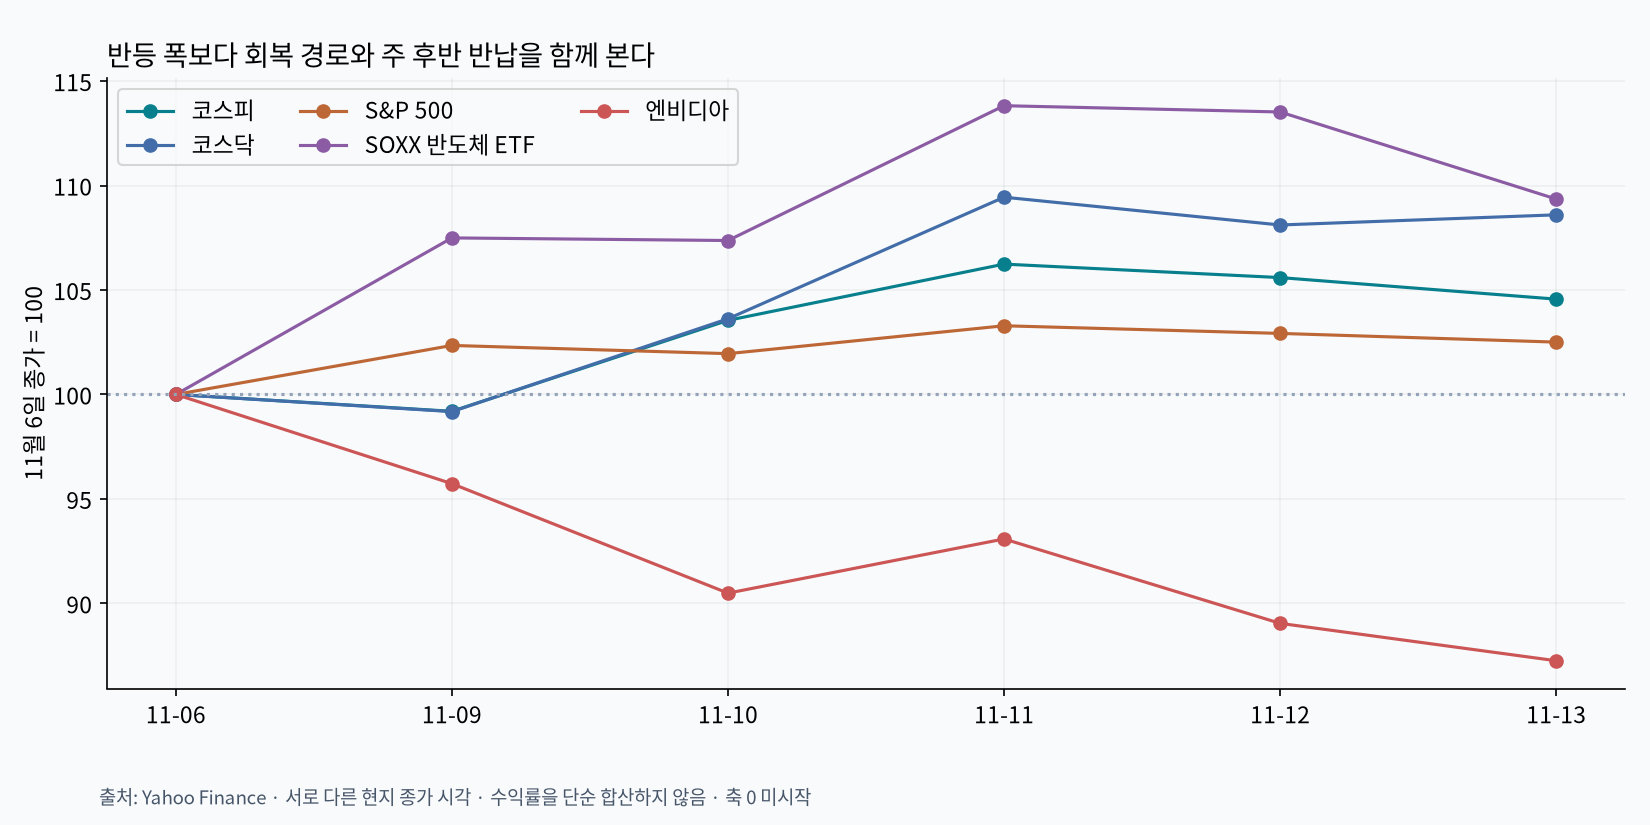 반등 폭보다 회복 경로와 주 후반 반납을 함께 본다
코스피
코스닥
S&P 500
SOXX 반도체 ETF
엔비디아
11월 6일 종가 = 100
115
110
105
100
95
90
11-06
11-09
11-10
11-11
11-12
11-13
출처: Yahoo Finance · 서로 다른 현지 종가 시각 · 수익률을 단순 합산하지 않음 · 축 0 미시작